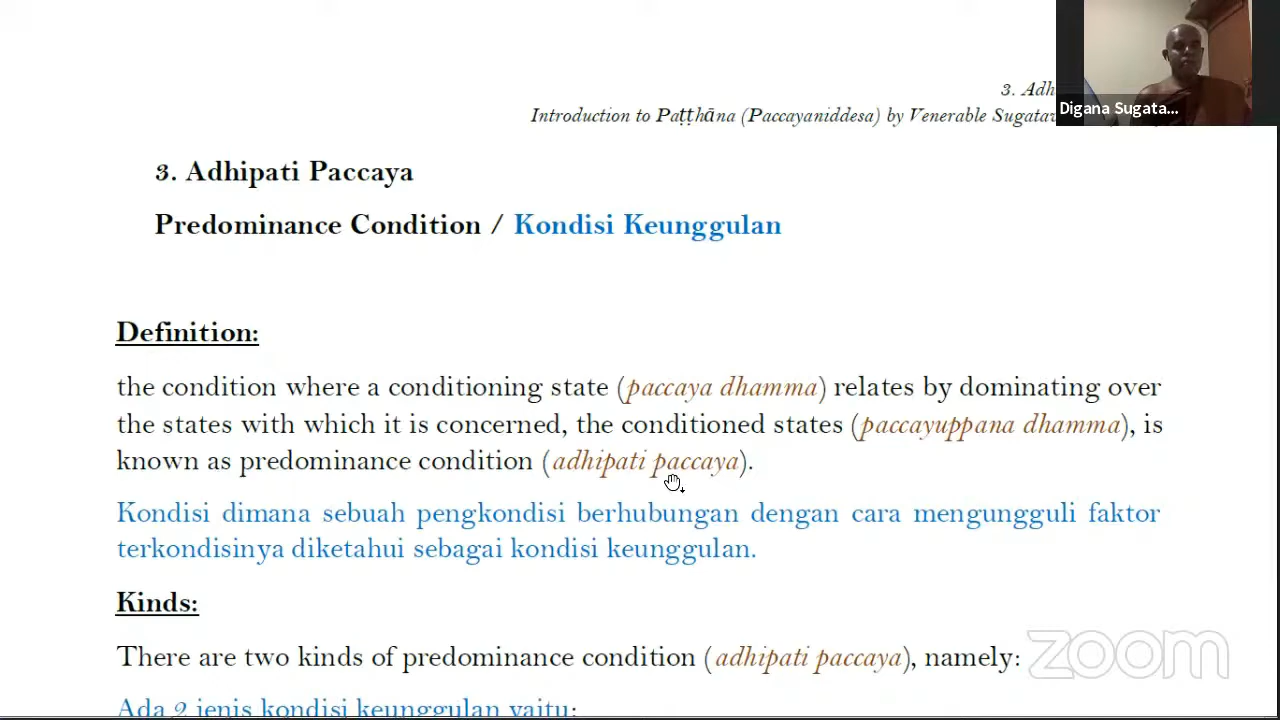 3. Adh
Introduction to Paṭṭhāna (Paccayaniddesa) by Venerable Sugatav
Digana Sugata...
3. Adhipati Paccaya
Predominance Condition / Kondisi Keunggulan
Definition:
the condition where a conditioning state (paccaya dhamma) relates by dominating over
the states with which it is concerned, the conditioned states (paccayuppana dhamma), is
known as predominance condition (adhipati paccaya).
Kondisi dimana sebuah pengkondisi berhubungan dengan cara mengungguli faktor
terkondisinya diketahui sebagai kondisi keunggulan.
Kinds:
There are two kinds of predominance condition (adhipati paccaya), namely:
zoom
Ada 2 jenis kondisi keunggulan yaitu: